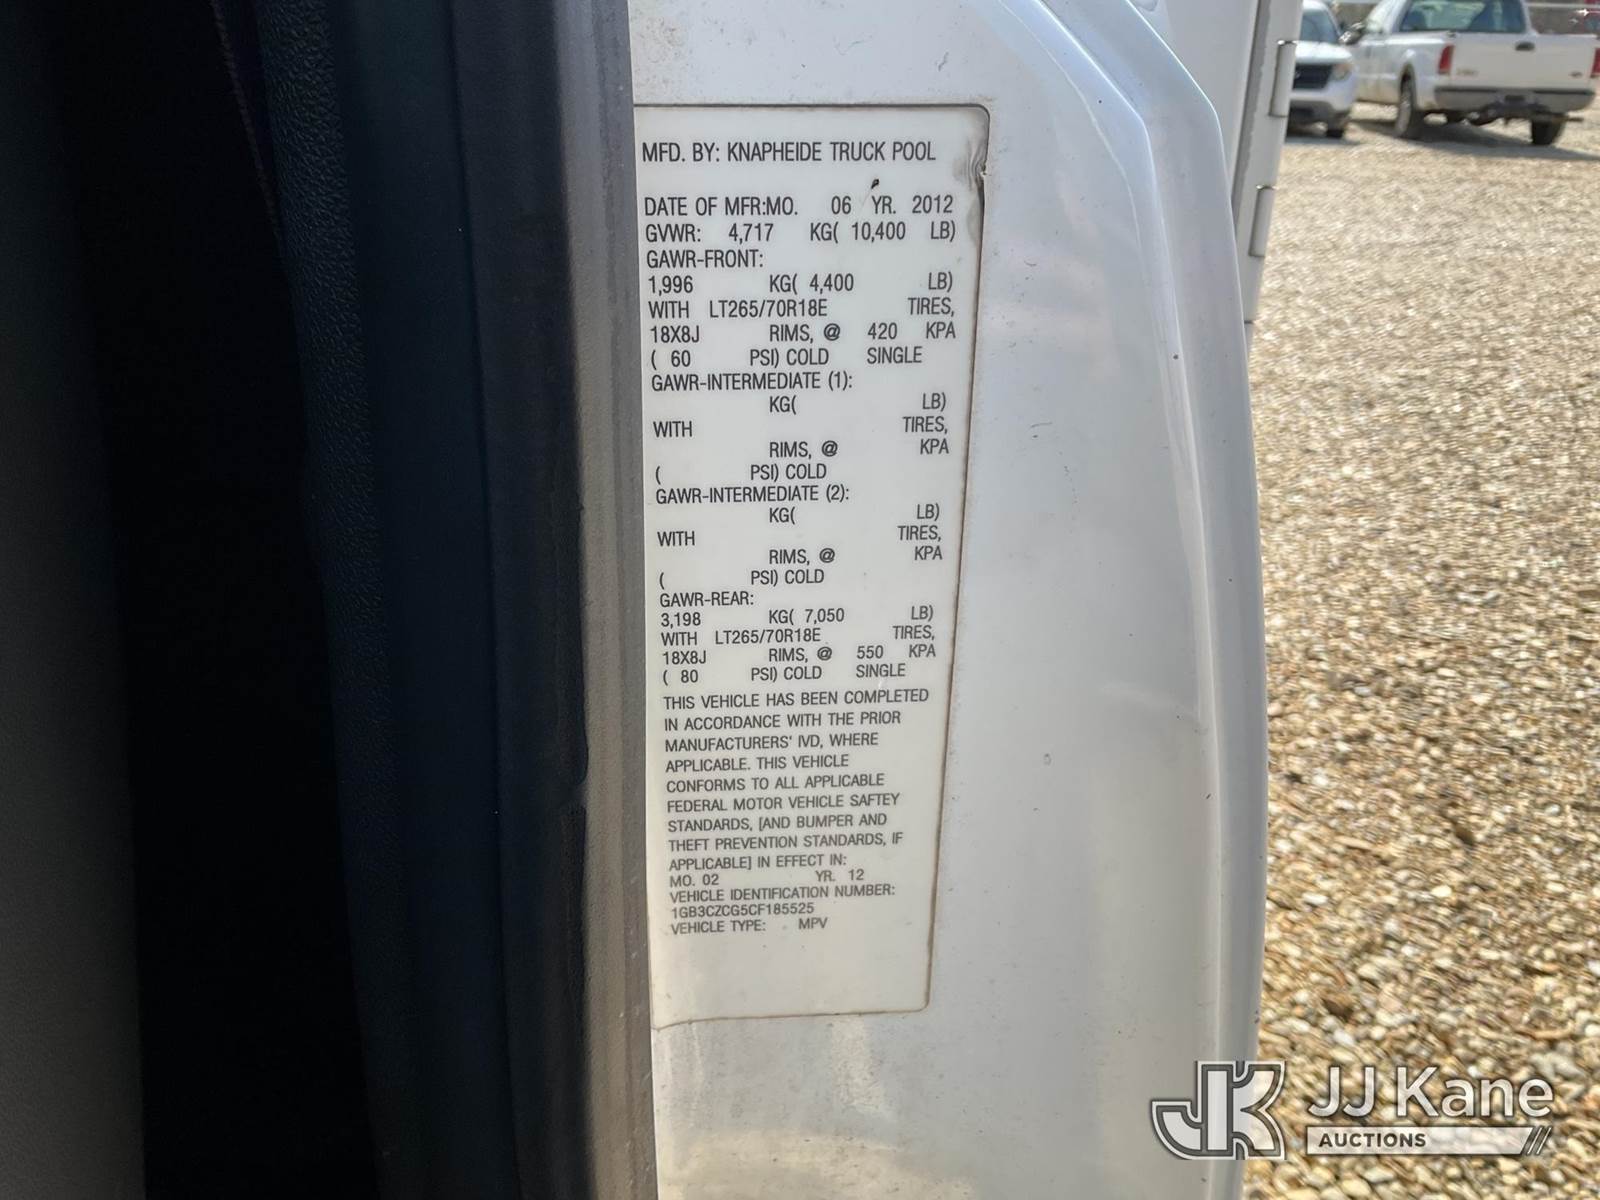 MFD. BY: KNAPHEIDE TRUCK POOL
DATE OF MFR:MO. 06 YR. 2012
GVWR: 4,717 KG( 10,400 LB)
GAWR-FRONT:
1,996 KG( 4,400 LB)
WITH LT265/70R18E TIRES,
18X8J RIMS, @ 420 KPA
( 60 PSI) COLD SINGLE
GAWR-INTERMEDIATE (1):
KG( LB)
WITH TIRES,
RIMS, @ KPA
( PSI) COLD
GAWR-INTERMEDIATE (2):
KG( LB)
WITH TIRES,
RIMS, @ KPA
( PSI) COLD
GAWR-REAR:
3,198 KG( 7,050 LB)
WITH LT265/70R18E TIRES,
18X8J RIMS, @ 550 KPA
( 80 PSI) COLD SINGLE
THIS VEHICLE HAS BEEN COMPLETED
IN ACCORDANCE WITH THE PRIOR
MANUFACTURERS' IVD, WHERE
APPLICABLE. THIS VEHICLE
CONFORMS TO ALL APPLICABLE
FEDERAL MOTOR VEHICLE SAFTEY
STANDARDS, [AND BUMPER AND
THEFT PREVENTION STANDARDS, IF
APPLICABLE] IN EFFECT IN:
MO. 02 YR. 12
VEHICLE IDENTIFICATION NUMBER:
1GB3CZCG5CF185525
VEHICLE TYPE: MPV
JK JJ Kane
AUCTIONS